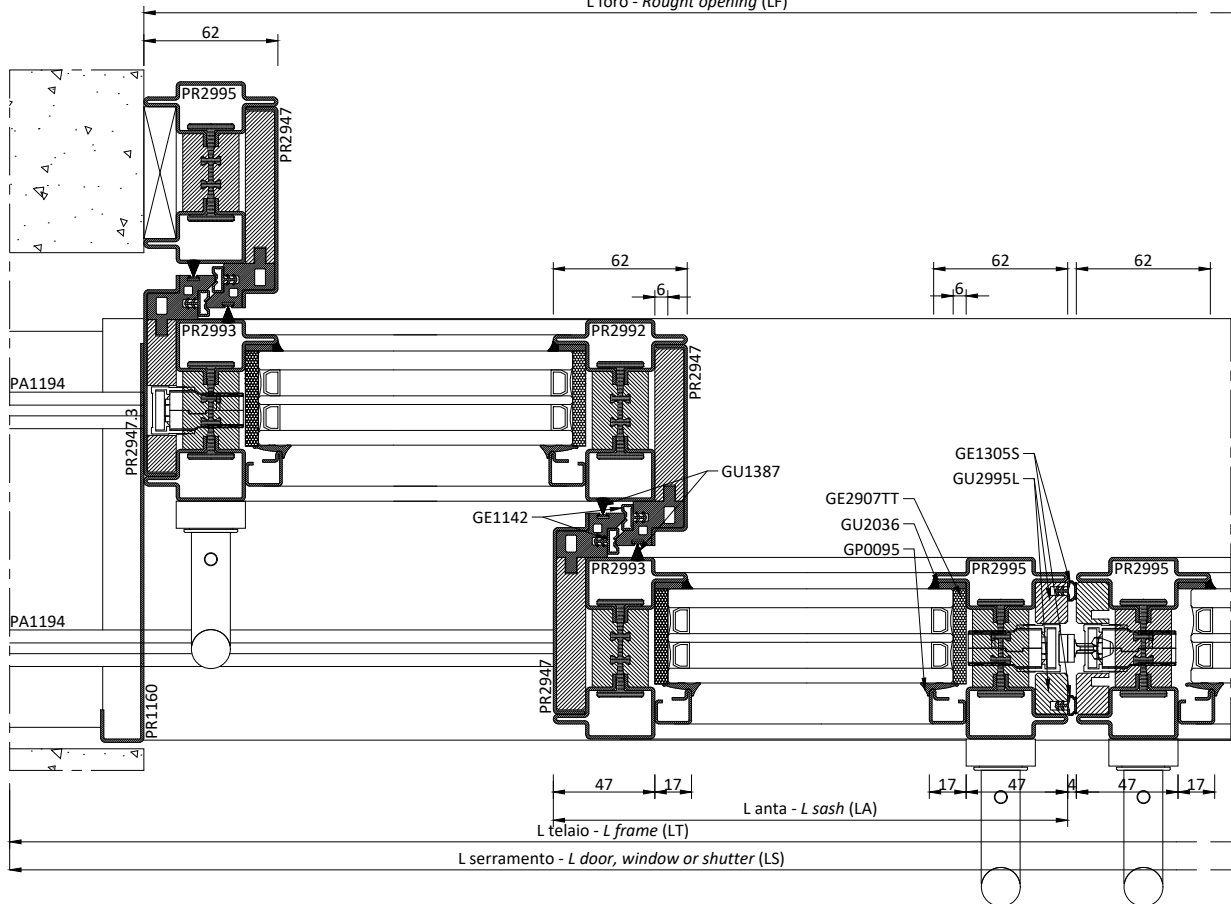 L foro - Rought opening (LF)
62
PR2995
PR2947
62
62
62
6
6
PR2993
PR2992
PA1194
PR2947
PR2947.3
GE1305S
GU1387
GU2995L
GE2907TT
GE1142
GU2036
GP0095
PR2993
PR2995
PR2995
PA1194
PR2947
PR1160
47
17
17
47
4
47
17
L anta - L sash (LA)
L telaio - L frame (LT)
L serramento - L door, window or shutter (LS)